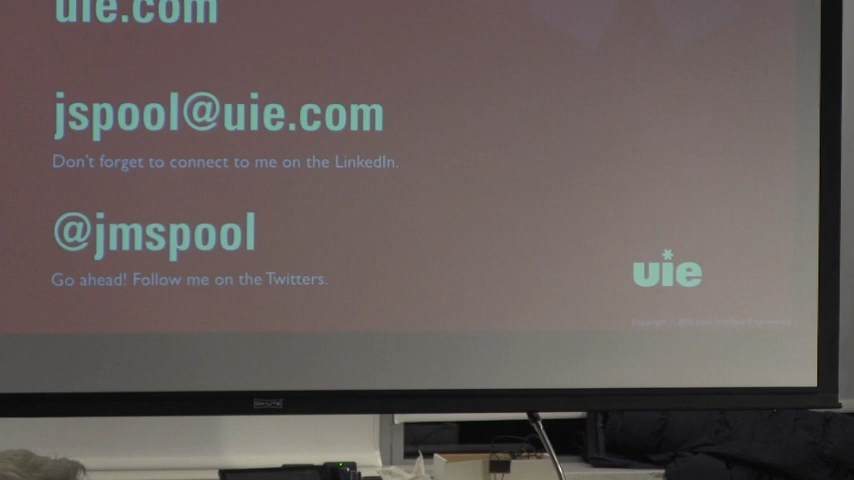 uie.com
jspool@uie.com
Don't forget to connect to me on the LinkedIn.
@jmspool
Go ahead! Follow me on the Twitters.
uie